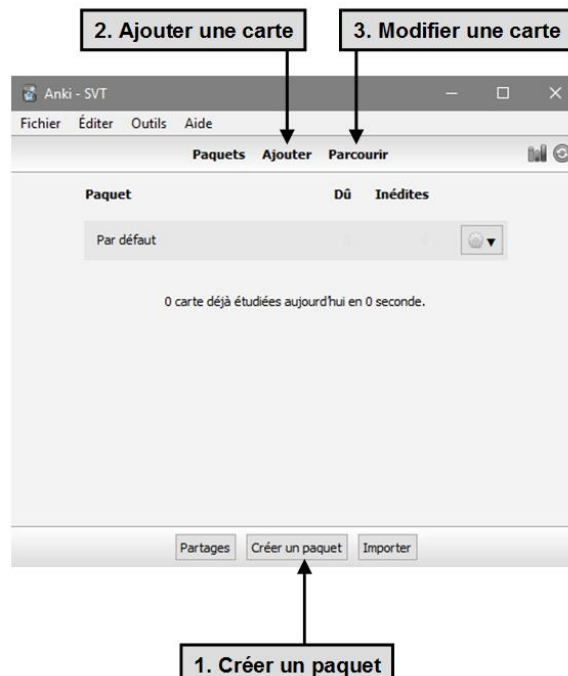 2. Ajouter une carte 3. Modifier une carte
Anki - SVT
Fichier Éditer Outils Aide
Paquets Ajouter Parcourir
Paquet Dû Inédites
Par défaut
0 carte déjà étudiées aujourd'hui en 0 seconde.
Partages Créer un paquet Importer
1. Créer un paquet